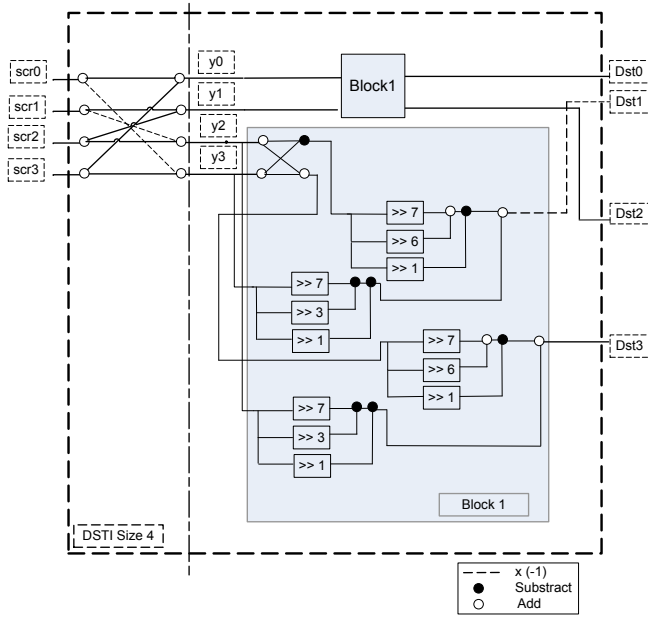 scr0
scr1
scr2
scr3
y0
y1
y2
y3
Block1
Dst0
Dst1
Dst2
Dst3
>> 7
>> 6
>> 1
>> 7
>> 3
>> 1
>> 7
>> 6
>> 1
>> 7
>> 3
>> 1
Block 1
DSTI Size 4
x (-1)
Substract
Add